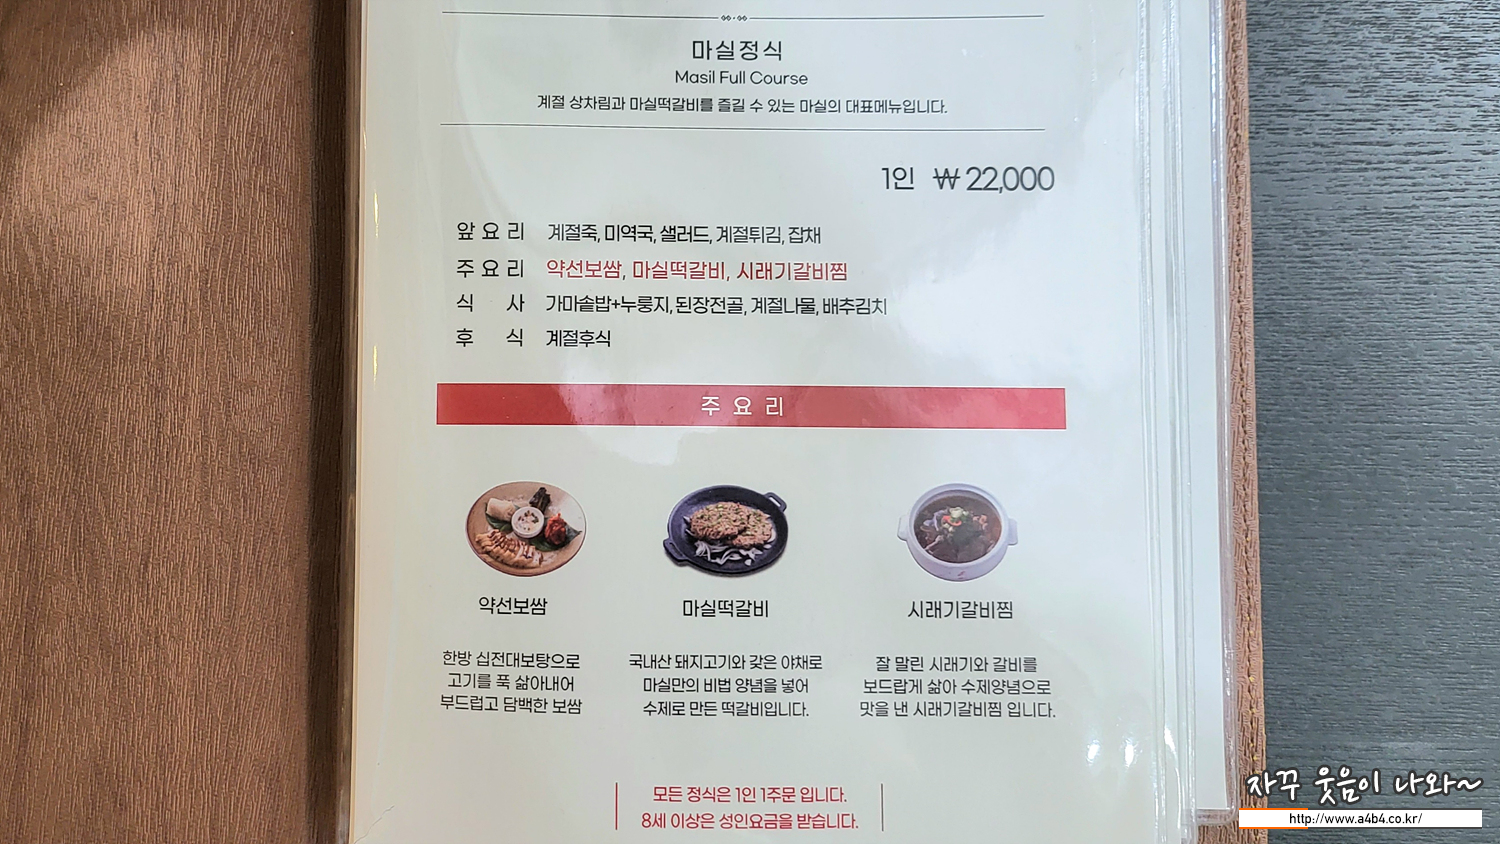 마실정식
Masil Full Course
계절 상차림과 마실떡갈비를 즐길 수 있는 마실의 대표메뉴입니다.
1인 ₩ 22,000
앞요리 계절죽, 미역국, 샐러드, 계절튀김, 잡채
주요리 약선보쌈, 마실떡갈비, 시래기갈비찜
식 사 가마솥밥+누룽지, 된장전골, 계절나물, 배추김치
후 식 계절후식
주 요 리
약선보쌈
한방 십전대보탕으로
고기를 푹 삶아내어
부드럽고 담백한 보쌈
마실떡갈비
국내산 돼지고기와 갖은 야채로
마실만의 비법 양념을 넣어
수제로 만든 떡갈비입니다.
시래기갈비찜
잘 말린 시래기와 갈비를
보드랍게 삶아 수제양념으로
맛을 낸 시래기갈비찜 입니다.
모든 정식은 1인 1주문 입니다.
8세 이상은 성인요금을 받습니다.
자꾸 웃음이 나와~
http://www.a4b4.co.kr/